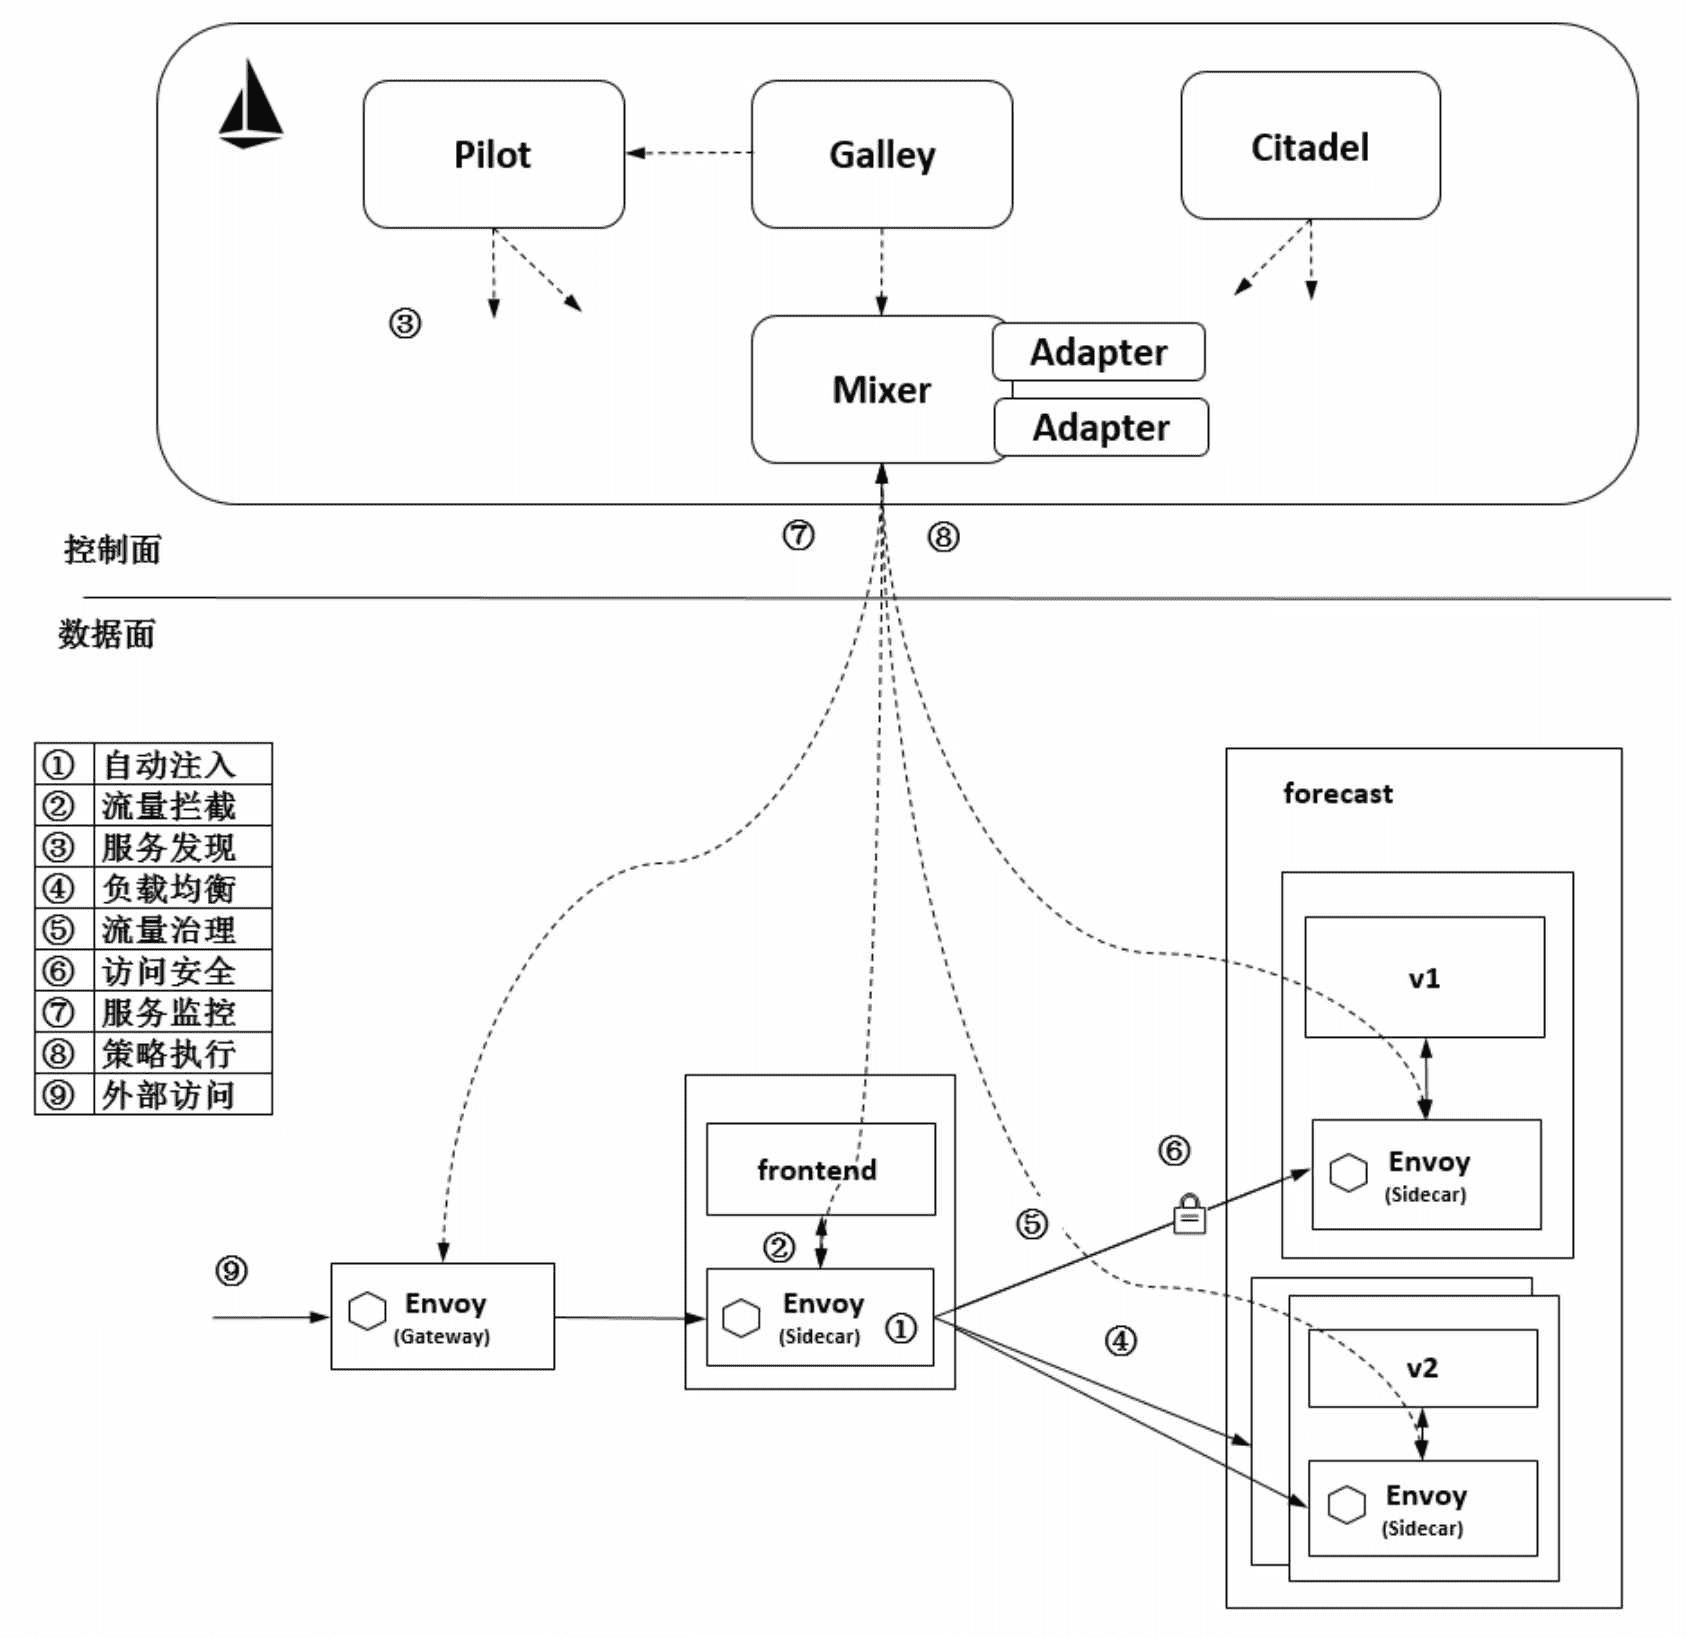 Pilot
Galley
Citadel
③
Adapter
Mixer
Adapter
⑦
⑧
控制面
数据面
① 自动注入
② 流量拦截
③ 服务发现
④ 负载均衡
⑤ 流量治理
⑥ 访问安全
⑦ 服务监控
⑧ 策略执行
⑨ 外部访问
forecast
v1
⑥
Envoy
(Sidecar)
frontend
⑤
②
⑨
Envoy
(Gateway)
Envoy
(Sidecar)
①
④
v2
Envoy
(Sidecar)